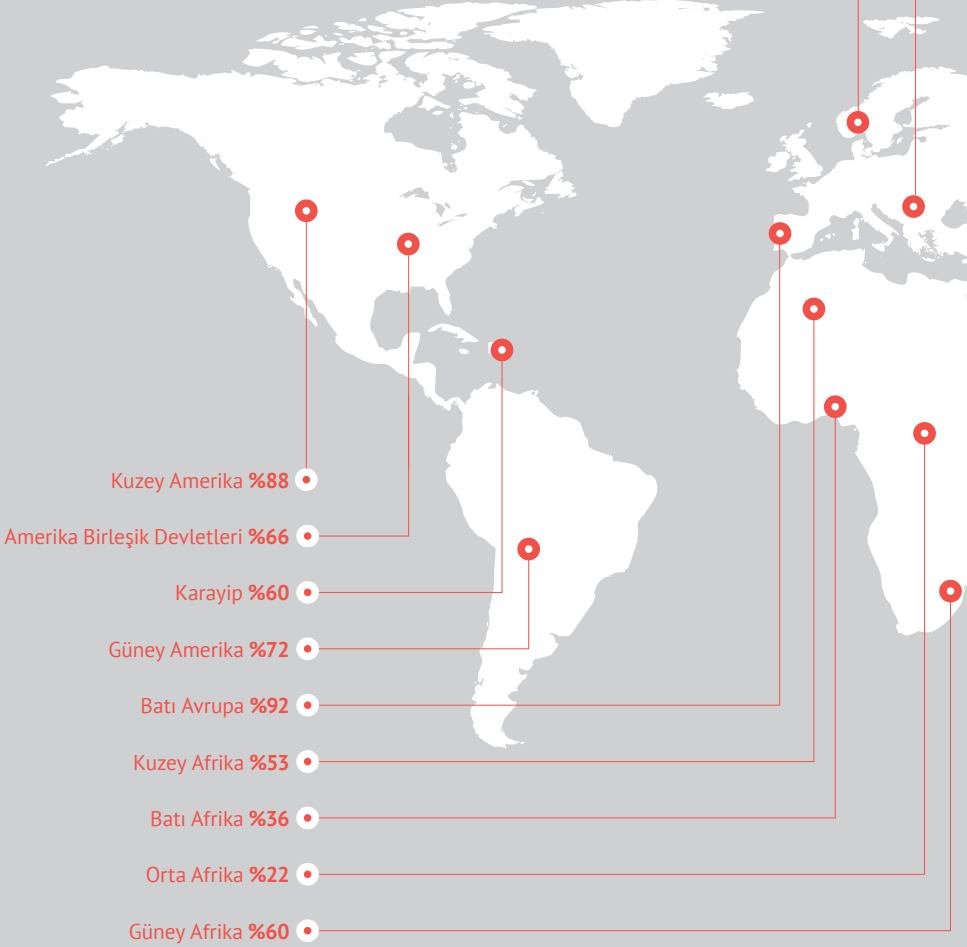 Kuzey Amerika %88
Amerika Birleşik Devletleri %66
Karayip %60
Güney Amerika %72
Batı Avrupa %92
Kuzey Afrika %53
Batı Afrika %36
Orta Afrika %22
Güney Afrika %60